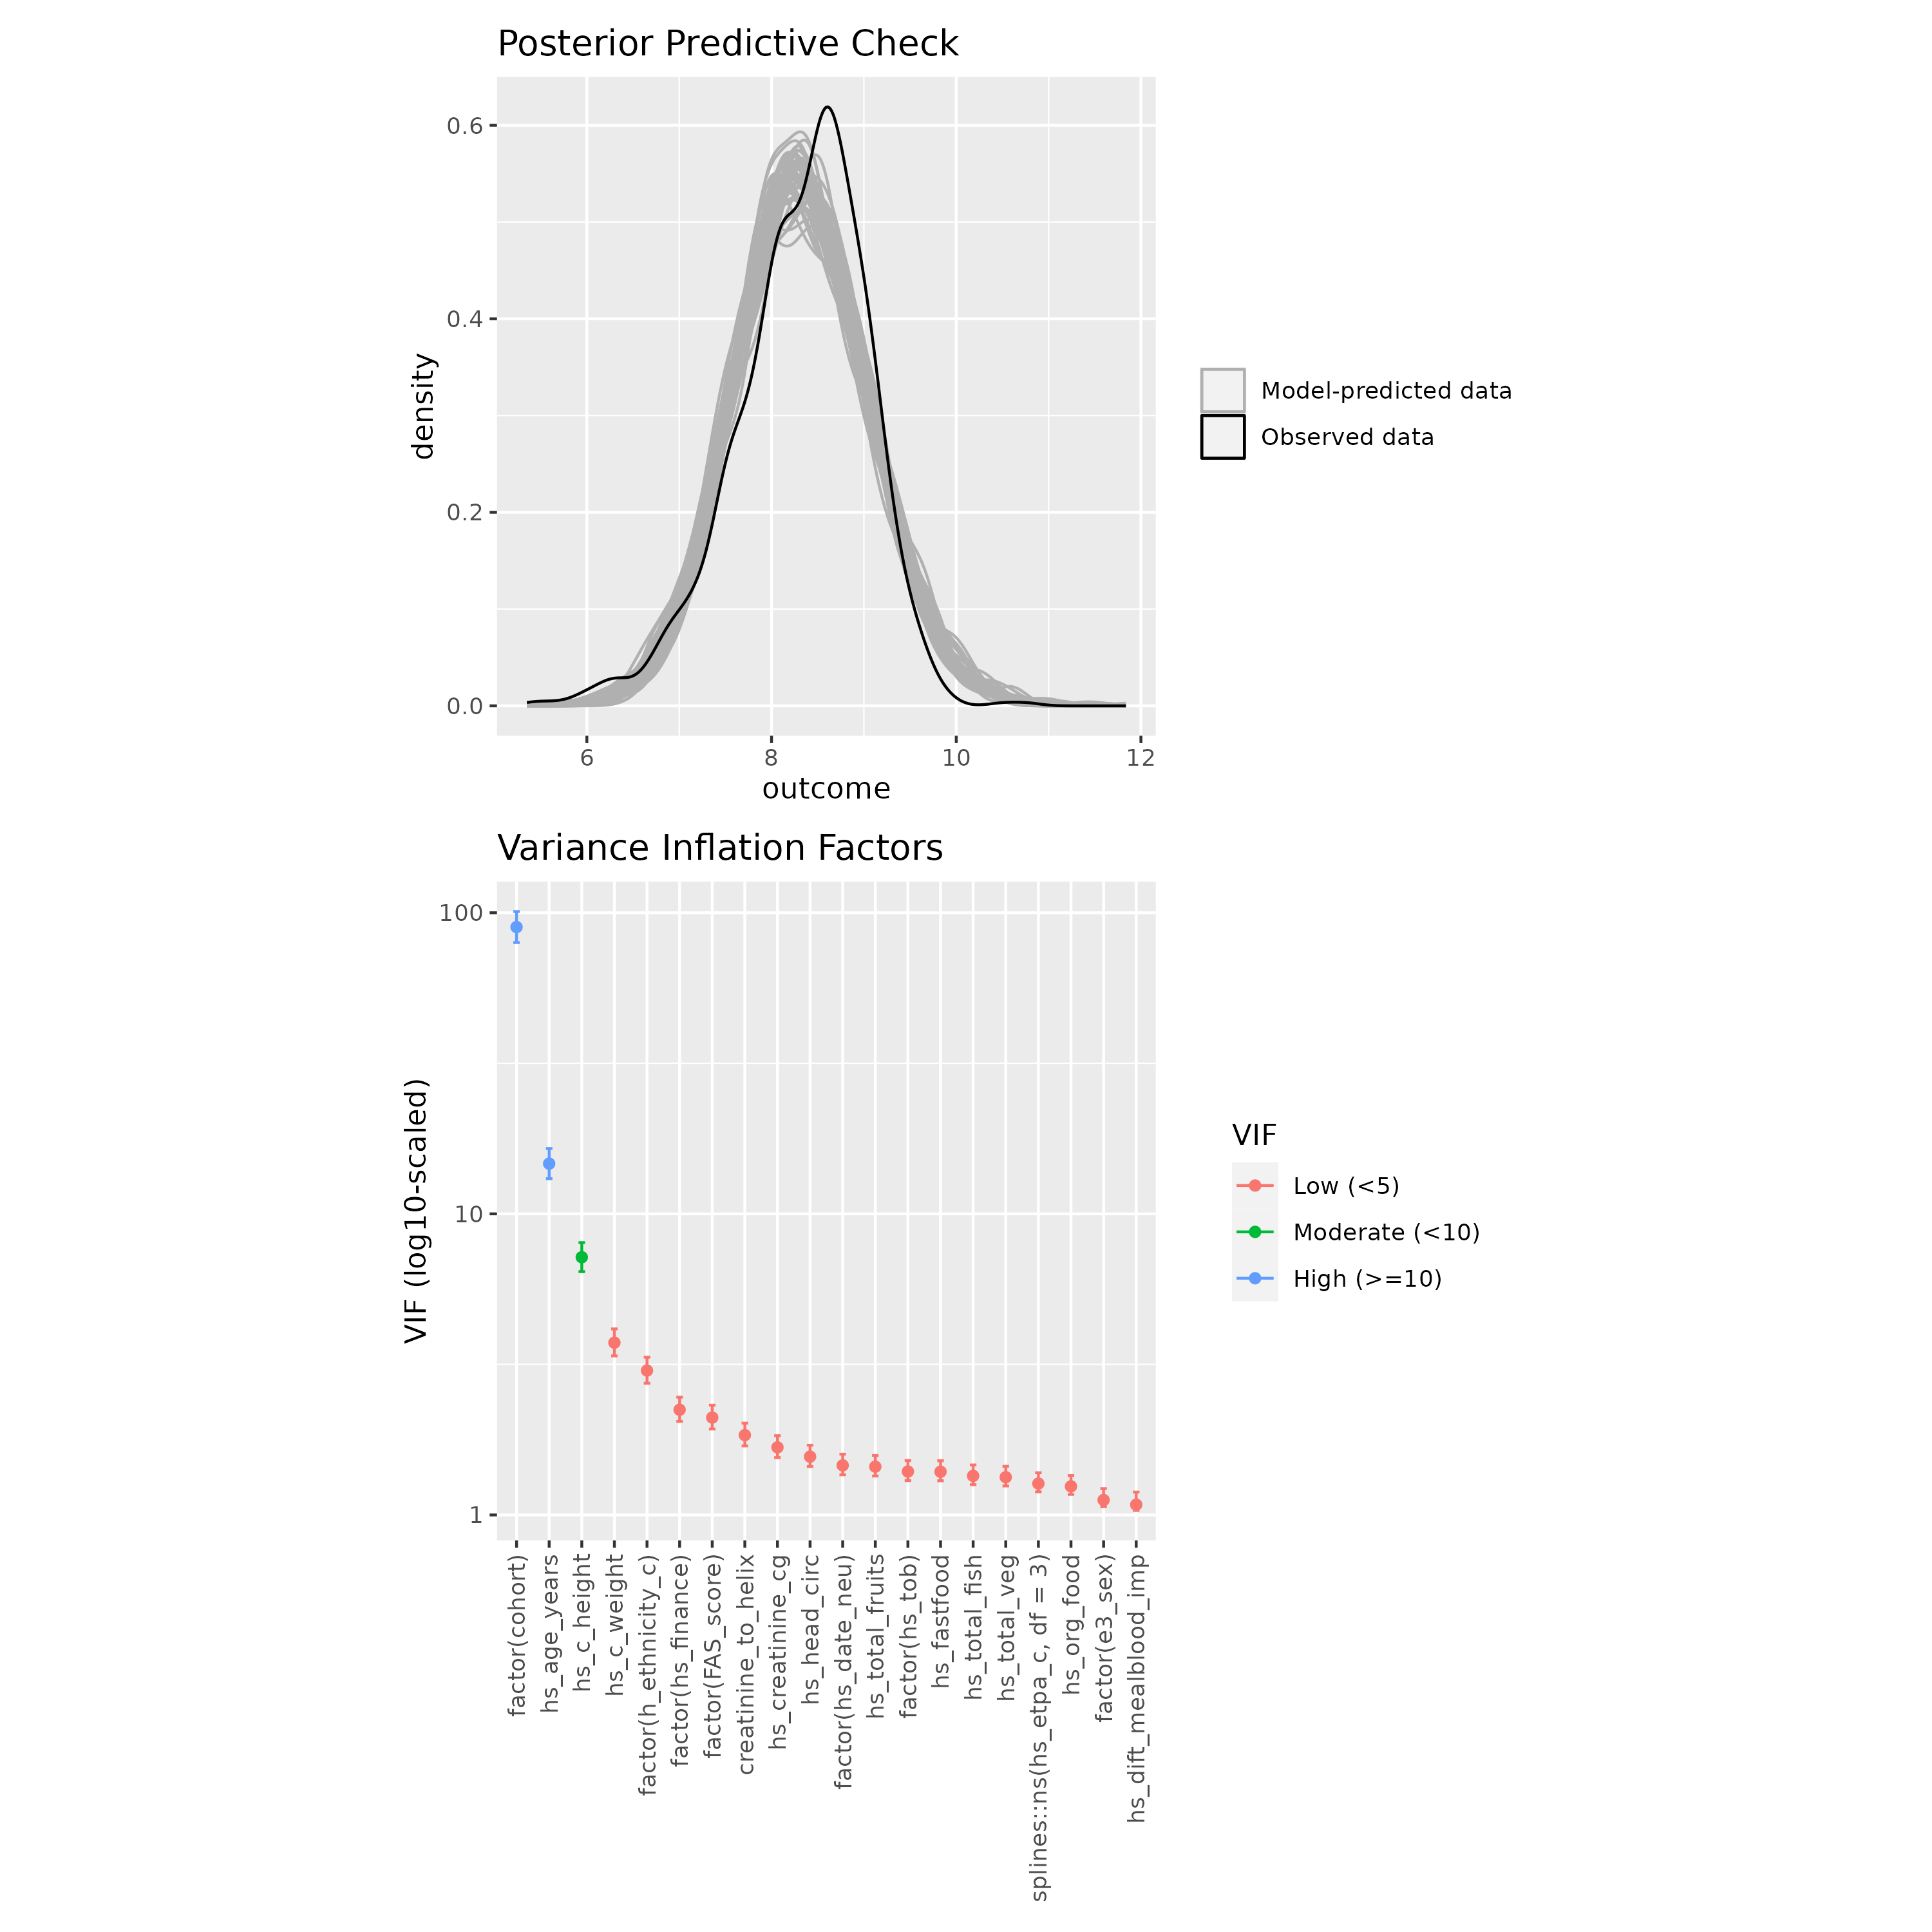 Posterior Predictive Check
0.6
0.4
0.2
0.0
density
6
8
10
12
outcome
Model-predicted data
Observed data
Variance Inflation Factors
100
10
1
VIF (log10-scaled)
factor(cohort)
hs_age_years
hs_c_height
hs_c_weight
factor(h_ethnicity_c)
factor(hs_finance)
factor(FAS_score)
creatinine_to_helix
hs_creatinine_cg
hs_head_circ
factor(hs_date_neu)
hs_total_fruits
factor(hs_tob)
hs_fastfood
hs_total_fish
hs_total_veg
splines::ns(hs_etpa_c, df = 3)
hs_org_food
factor(e3_sex)
hs_dift_mealblood_imp
VIF
Low (<5)
Moderate (<10)
High (>=10)